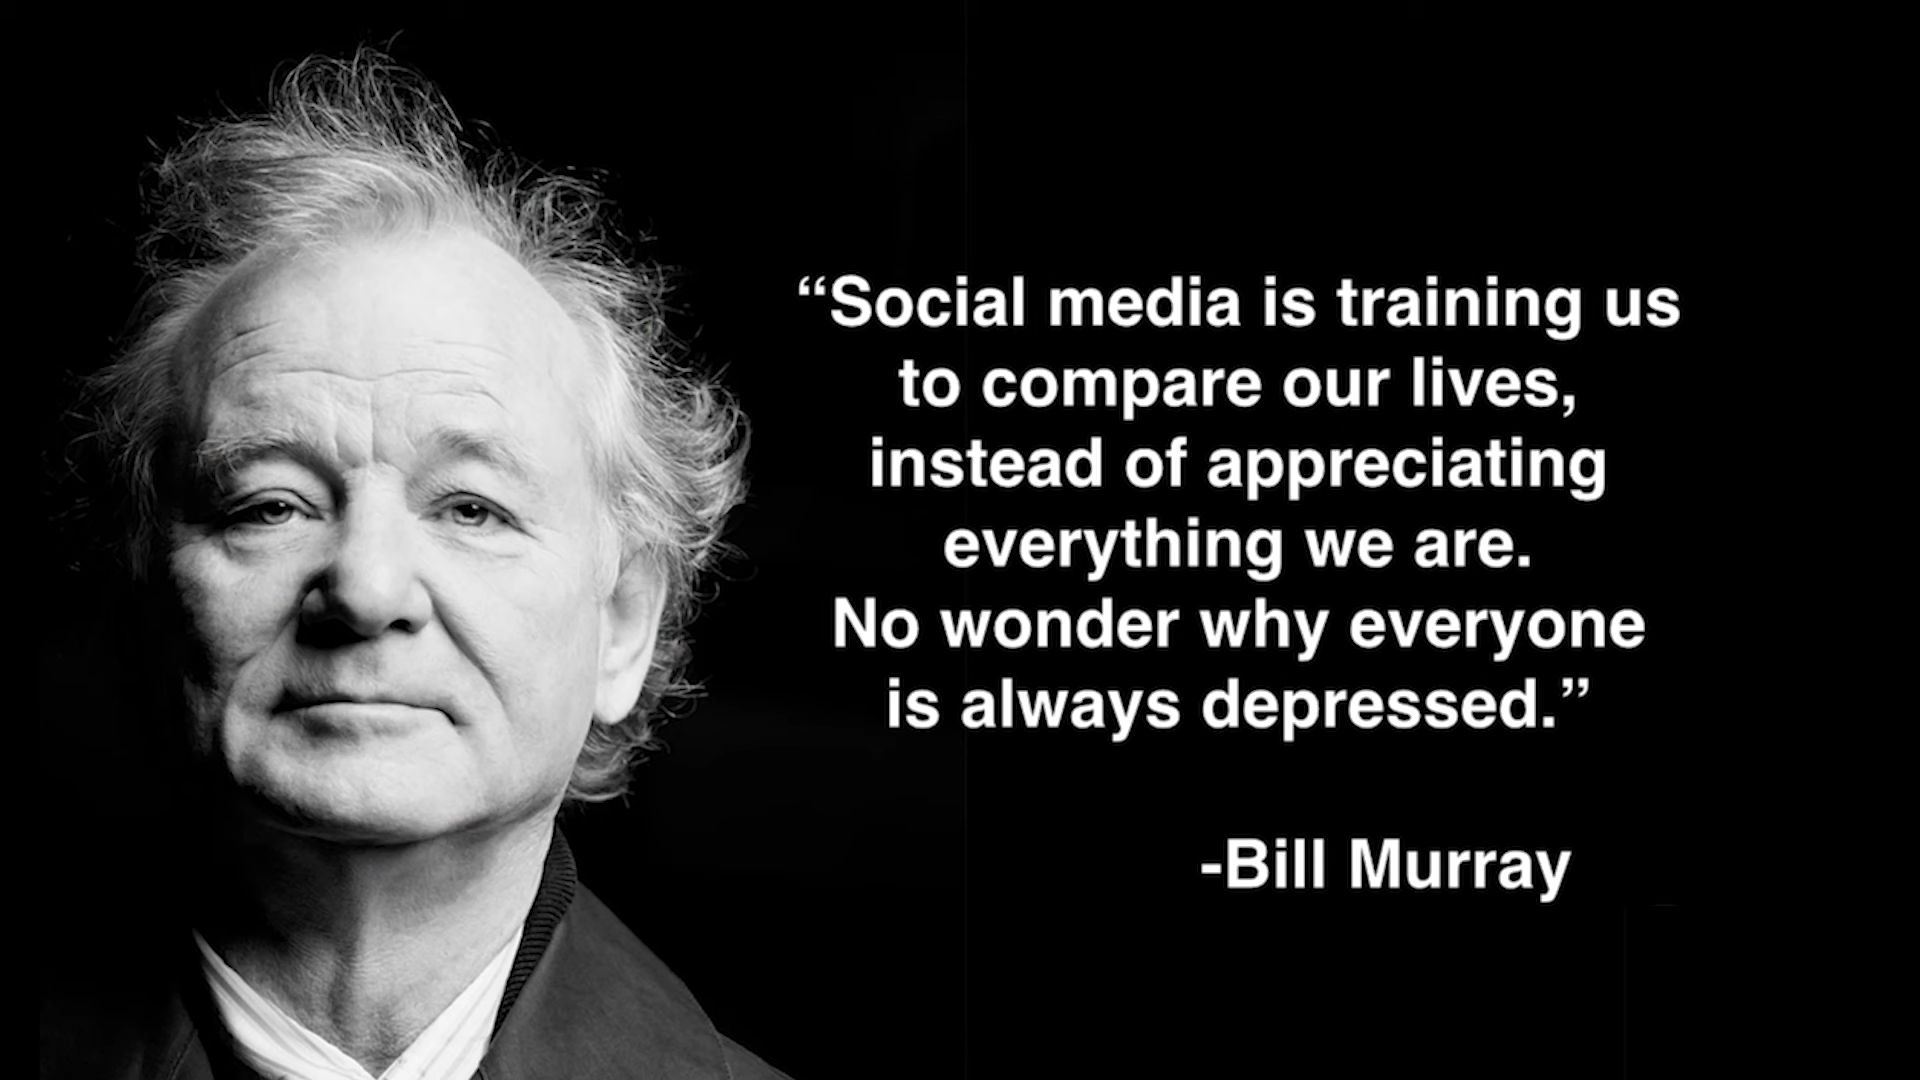 “Social media is training us
to compare our lives,
instead of appreciating
everything we are.
No wonder why everyone
is always depressed.”
-Bill Murray